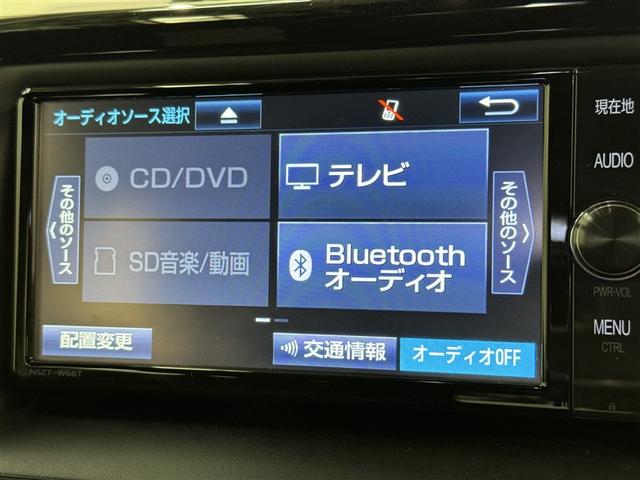 オーディオソース選択
現在地
CD/DVD
テレビ
AUDIO
その他のソース
その他のソース
SD音楽/動画
Bluetooth
オーディオ
PWR・VOL
MENU
CTRL
配置変更
交通情報
オーディオOFF
NSZT-W66T